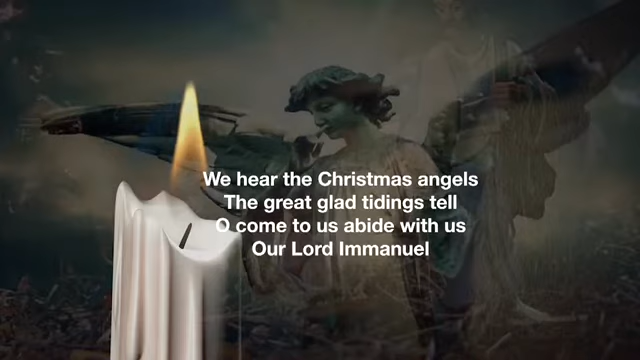 We hear the Christmas angels
The great glad tidings tell
O come to us abide with us
Our Lord Immanuel